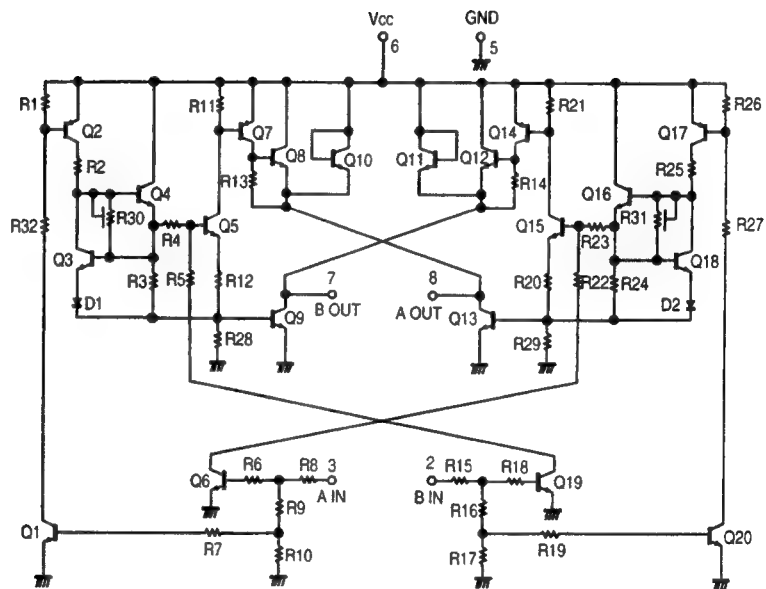 Vcc
GND
6
5
R1
Q2
R11
Q7
R21
Q14
R26
Q17
R2
Q4
Q8
Q10
Q11
Q12
R25
R13
R14
Q16
R32
R30
R4
Q5
Q15
R23
R31
R27
Q3
R3
R5
R12
7
8
R20
R22
R24
Q18
D1
B OUT
A OUT
D2
R28
Q9
Q13
R29
Q6
R6
R8
3
2
R15
R18
Q19
A IN
B IN
R9
R16
Q1
R7
R10
R17
R19
Q20